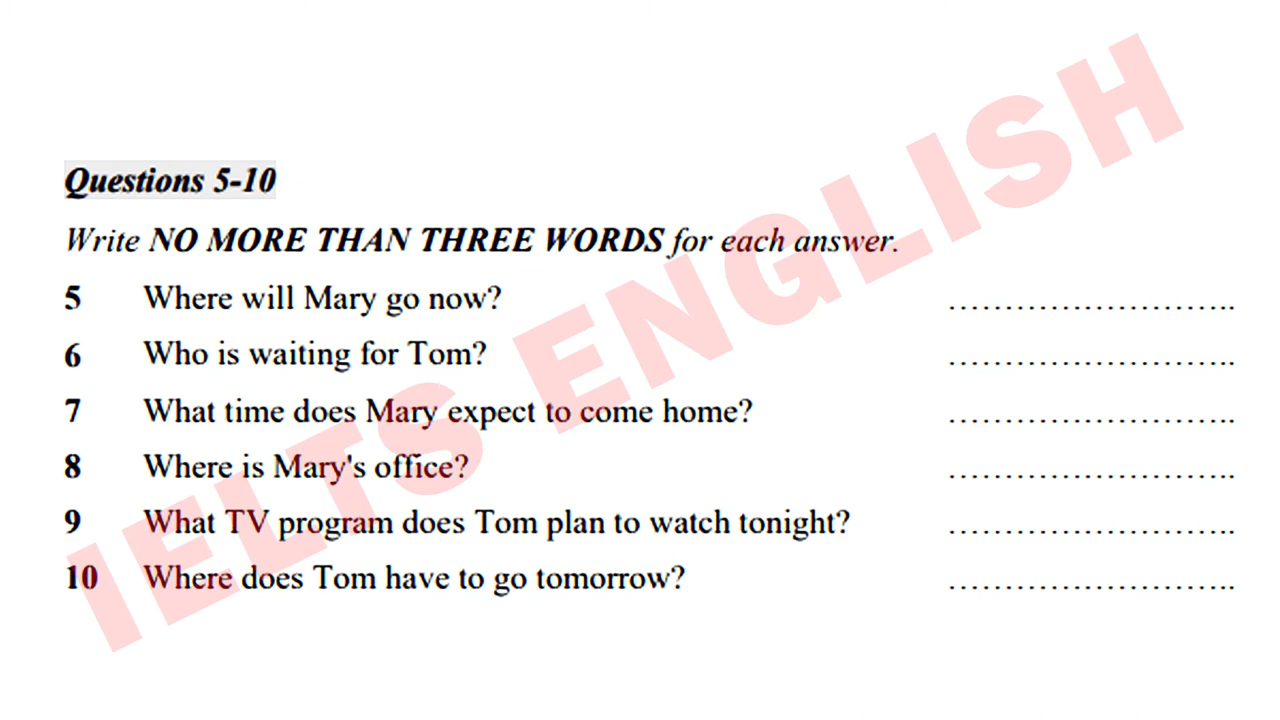 Questions 5-10
Write NO MORE THAN THREE WORDS for each answer.
5 Where will Mary go now? ……………………….
6 Who is waiting for Tom? ……………………….
7 What time does Mary expect to come home? ……………………….
8 Where is Mary's office? ……………………….
9 What TV program does Tom plan to watch tonight? ……………………….
10 Where does Tom have to go tomorrow? ……………………….
IELTS ENGLISH